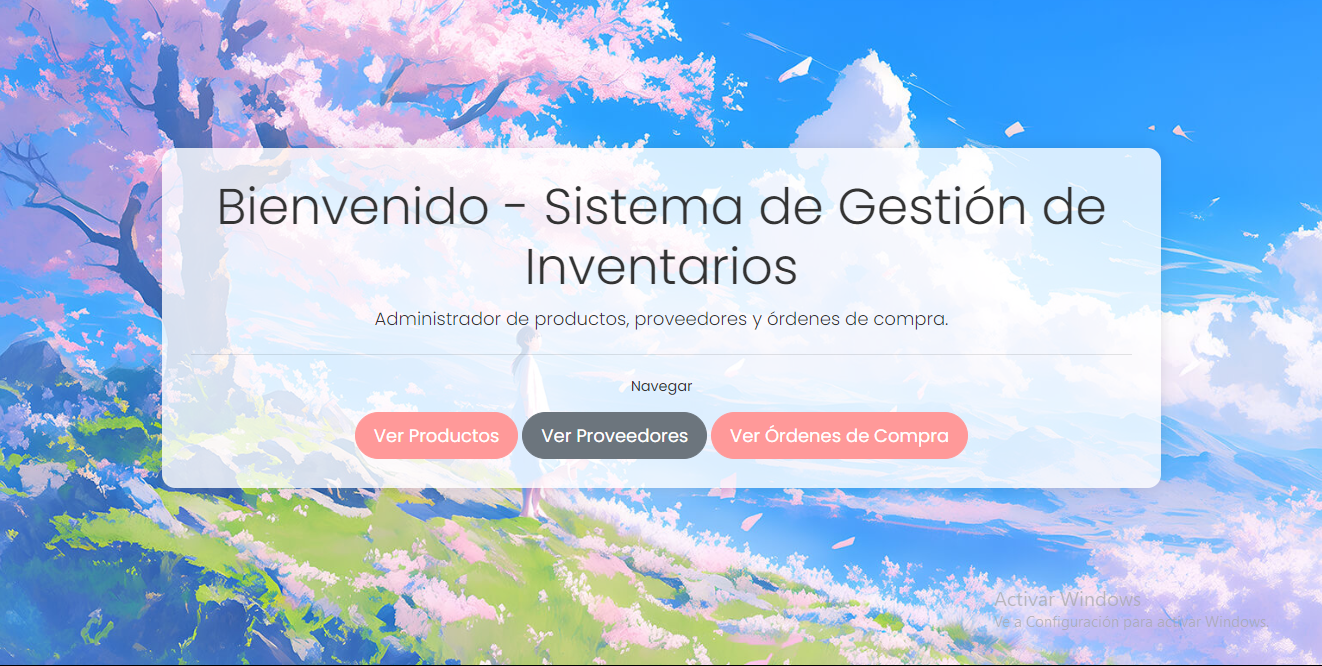 Bienvenido - Sistema de Gestión de
Inventarios
Administrador de productos, proveedores y órdenes de compra.
Navegar
Ver Productos
Ver Proveedores
Ver Órdenes de Compra
Activar Windows
Ve a Configuración para activar Windows.